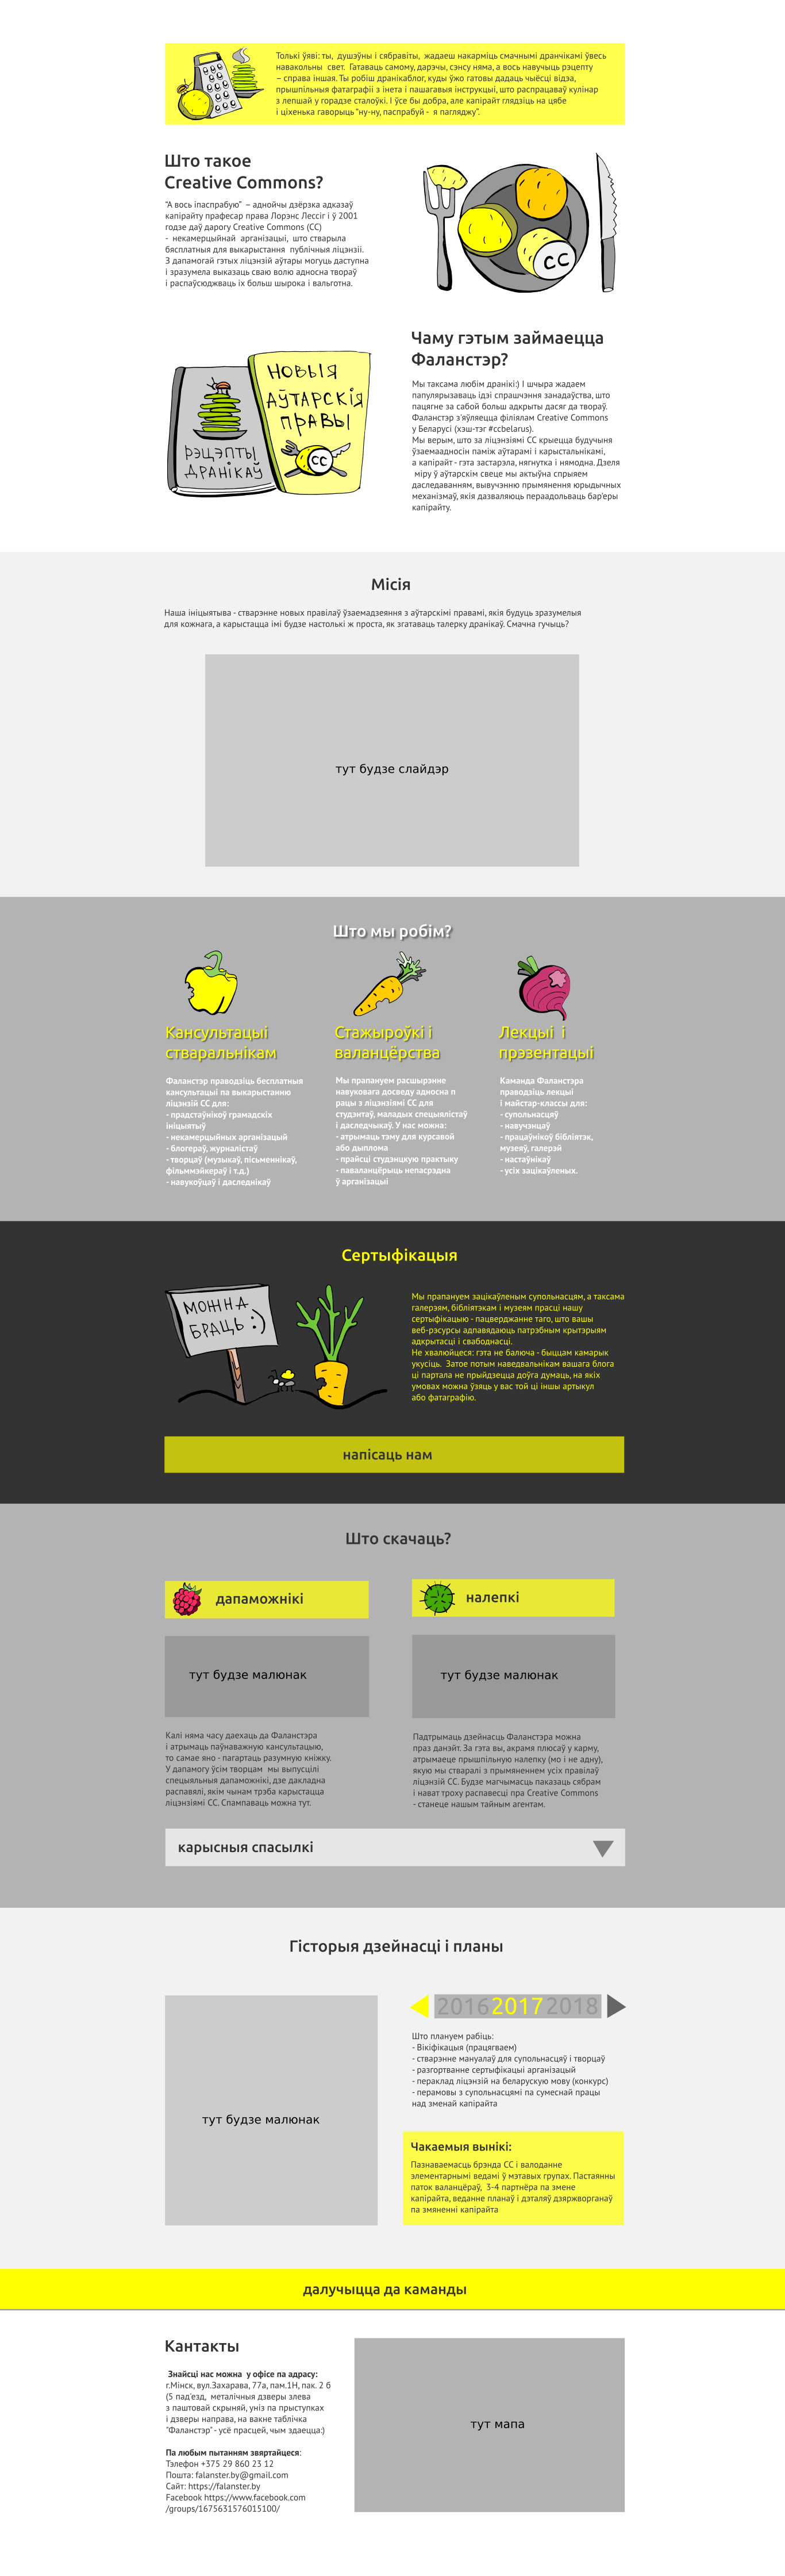 Толькі ўяві: ты, душэўны і сябравіты, жадаеш накарміць смачнымі дранчікамі ўвесь
навакольны свет. Гатаваць самому, дарэчы, сэнсу няма, а вось навучыць рэцэпту
– справа іншая. Ты робіш дранікаблог, куды ўжо гатовы дадаць чыёсці відэа,
прышпільныя фатаграфіі з інета і пашагавыя інструкцыі, што распрацаваў кулінар
з лепшай у горадзе сталоўкі. І ўсе бы добра, але капірайт глядзіць на цябе
і ціхенька гаворыць "ну-ну, паспрабуй - я пагляджу".
Што такое
Creative Commons?
"А вось іпаспрабую" – аднойчы дзёрзка адказаў
капірайту прафесар права Лорэнс Лессіг і ў 2001
годзе даў дарогу Creative Commons (CC)
- некамерцыйнай арганізацыі, што стварыла
бясплатныя для выкарыстання публічныя ліцэнзіі.
З дапамогай гэтых ліцэнзій аўтары могуць даступна
і зразумела выказаць сваю волю адносна твораў
і распаўсюджваць іх больш шырока і вальготна.
CC
Чаму гэтым займаецца
Фаланстэр?
Мы таксама любім дранікі:) І шчыра жадаем
папулярызаваць ідэі спрашчэння занадаўства, што
пацягне за сабой больш адкрыты дасяг да твораў.
Фаланстэр з'яўляецца філіялам Creative Commons
у Беларусі (хэш-тэг #ccbelarus).
Мы верым, што за ліцэнзіямі СС крыецца будучыня
ўзаемаадносін паміж аўтарамі і карыстальнікамі,
а капірайт - гэта застарэла, нягнутка і нямодна. Дзеля
міру ў аўтарскім свеце мы актыўна спрыяем
даследаванням, вывучэнню прымянення юрыдычных
механізмаў, якія дазваляюць пераадольваць бар'еры
капірайту.
РЭЦЭПТЫ
ДРАНІКАЎ
НОВЫЯ
АЎТАРСКІЯ
ПРАВЫ
CC
Місія
Наша ініцыятыва - стварэнне новых правілаў ўзаемадзеяння з аўтарскімі правамі, якія будуць зразумелыя
для кожнага, а карыстацца імі будзе настолькі ж проста, як згатаваць талерку дранікаў. Смачна гучыць?
тут будзе слайдэр
Што мы робім?
Кансультацыі
стваральнікам
Фаланстэр праводзіць бесплатныя
кансультацыі па выкарыстанню
ліцэнзій СС для:
- прадстаўнікоў грамадскіх
ініцыятыў
- некамерцыйных арганізацый
- блогераў, журналістаў
- творцаў (музыкаў, пісьменнікаў,
фільммэйкераў і т.д.)
- навукоўцаў і даследнікаў
Стажыроўкі і
валанцёрства
Мы прапануем расшырэнне
навуковага досведу адносна п
рацы з ліцэнзіямі СС для
студэнтаў, маладых спецыялістаў
і даследчыкаў. У нас можна:
- атрымаць тэму для курсавой
або дыплома
- прайсці студэнцкую практыку
- паваланцёрыць непасрэдна
ў арганізацыі
Лекцыі і
прэзентацыі
Каманда Фаланстэра
праводзіць лекцыі
і майстар-классы для:
- супольнасцяў
- навучэнцаў
- працаўнікоў бібліятэк,
музеяў, галерэй
- настаўнікаў
- усіх зацікаўленых.
Сертыфікацыя
МОННА
БРАЦЬ :)
Мы прапануем зацікаўленым супольнасцям, а таксама
галерэям, бібліятэкам і музеям прасці нашу
сертыфікацыю - пацверджанне таго, што вашы
веб-рэсурсы адпавядаюць патрэбным крытэрыям
адкрытасці і свабоднасці.
Не хвалюйцеся: гэта не балюча - быццам камарык
укусіць. Затое потым наведвальнікам вашага блога
ці партала не прыйдзецца доўга думаць, на якіх
умовах можна ўзяць у вас той ці іншы артыкул
або фатаграфію.
напісаць нам
Што скачаць?
дапаможнікі
тут будзе малюнак
Калі няма часу даехаць да Фаланстэра
і атрымаць паўнаважную кансультацыю,
то самае яно - пагартаць разумную кніжку.
У дапамогу ўсім творцам мы выпусцілі
спецыяльныя дапаможнікі, дзе дакладна
распавялі, якім чынам трэба карыстацца
ліцэнзіямі СС. Спампаваць можна тут.
налепкі
тут будзе малюнак
Падтрымаць дзейнасць Фаланстэра можна
праз данэйт. За гэта вы, акрамя плюсаў у карму,
атрымаеце прышпільную налепку (мо і не адну),
якую мы стваралі з прымяненем усіх правілаў
ліцэнзій СС. Будзе магчымасць паказаць сябрам
і нават троху распавесці пра Creative Commons
- станеце нашым тайным агентам.
карысныя спасылкі
Гісторыя дзейнасці і планы
тут будзе малюнак
2016 2017 2018
Што плануем рабіць:
- Вікіфікацыя (працягваем)
- стварэнне мануалаў для супольнасцяў і творцаў
- разгортванне сертыфікацыі арганізацый
- пераклад ліцэнзій на беларускую мову (конкурс)
- перамовы з супольнасцямі па сумеснай працы
над зменай капірайта
Чакаемыя вынікі:
Пазнаваемасць брэнда СС і валоданне
элементарнымі ведамі ў мэтавых групах. Пастаянны
паток валанцёраў, 3-4 партнёра па змене
капірайта, веданне планаў і дэталяў дзяржворганаў
па змяненні капірайта
далучыцца да каманды
Кантакты
Знайсці нас можна у офісе па адрасу:
г.Мінск, вул.Захарава, 77а, пам.1Н, пак. 2 б
(5 пад'езд, металічныя дзверы злева
з паштовай скрыняй, уніз па прыступках
і дзверы направа, на вакне таблічка
"Фаланстэр" - усё прасцей, чым здаецца:)
Па любым пытанням звяртайцеся:
Тэлефон +375 29 860 23 12
Пошта: falanster.by@gmail.com
Сайт: https://falanster.by
Facebook https://www.facebook.com
/groups/1675631576015100/
тут мапа